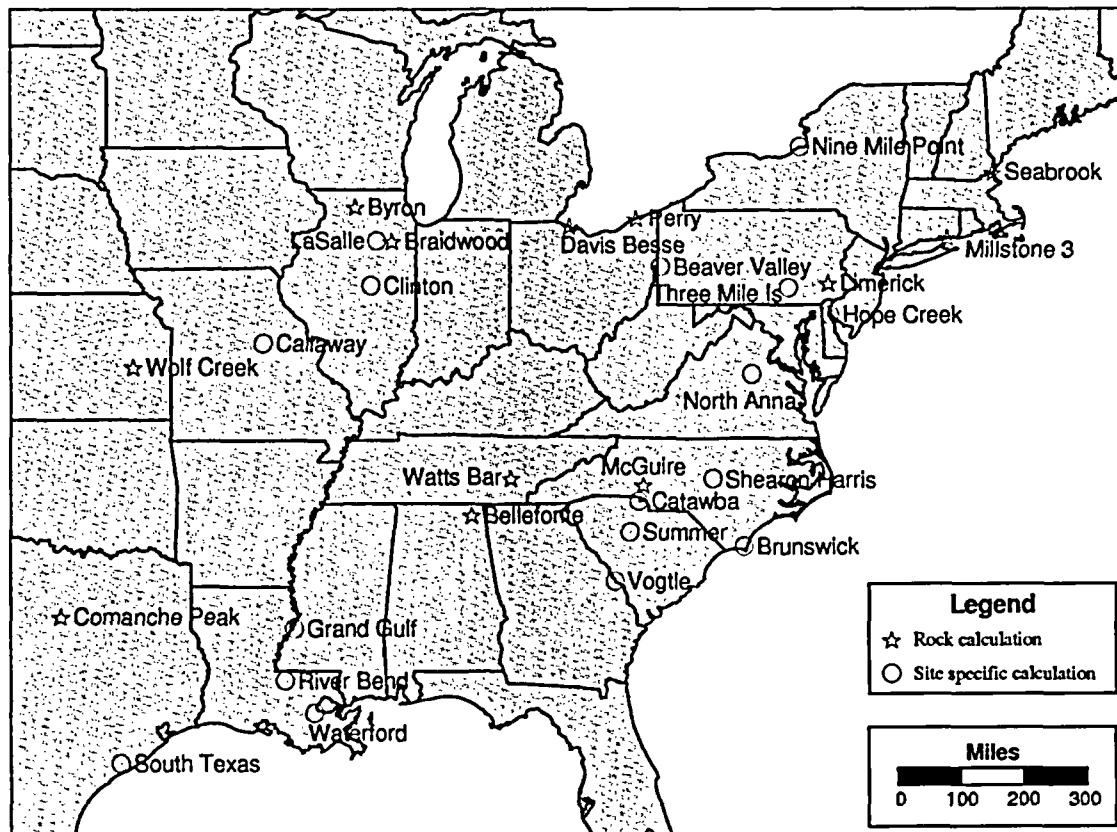 Nine Mile Point
Seabrook
Byron
Perry
LaSalle
Braidwood
Davis Besse
Millstone 3
Beaver Valley
Clinton
Three Mile Is
Limerick
Hope Creek
Callaway
Wolf Creek
North Anna
Watts Bar
McGuire
Shearon Harris
Catawba
Bellefonte
Summer
Brunswick
Vogtle
Comanche Peak
Grand Gulf
River Bend
Waterford
South Texas
Legend
Rock calculation
Site specific calculation
Miles
0 100 200 300